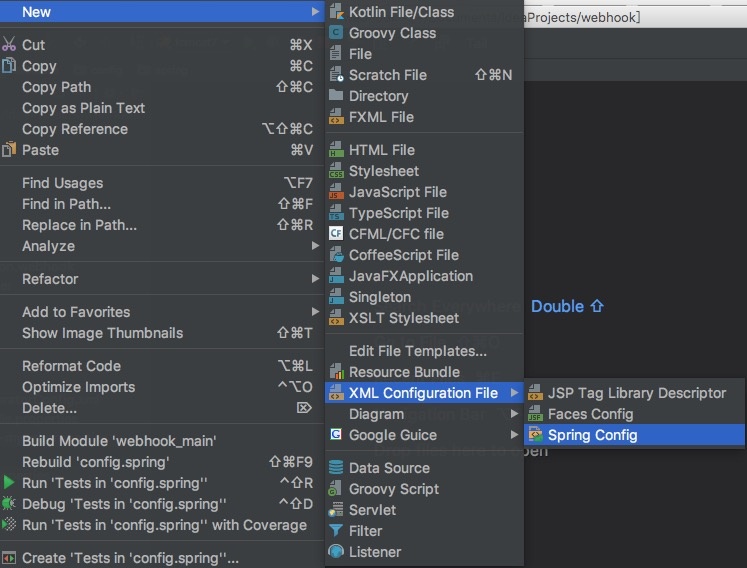 New
Cut ⌘X
Copy ⌘C
Copy Path ⇧⌘C
Copy as Plain Text
Copy Reference ⌥⇧⌘C
Paste ⌘V
Find Usages ⌥F7
Find in Path... ⇧⌘F
Replace in Path... ⇧⌘R
Analyze
Refactor
Add to Favorites
Show Image Thumbnails ⇧⌘T
Reformat Code ⌥⌘L
Optimize Imports ^⌥O
Delete... ⌦
Build Module 'webhook_main'
Rebuild 'config.spring' ⇧⌘F9
Run 'Tests in 'config.spring'' ^⇧R
Debug 'Tests in 'config.spring'' ^⇧D
Run 'Tests in 'config.spring'' with Coverage
Create 'Tests in 'config.spring''...
Kotlin File/Class
Groovy Class
File
Scratch File ⇧⌘N
Directory
FXML File
HTML File
Stylesheet
JavaScript File
TypeScript File
CFML/CFC file
CoffeeScript File
JavaFXApplication
Singleton
XSLT Stylesheet
Edit File Templates...
Resource Bundle
XML Configuration File
Diagram
Google Guice
Data Source
Groovy Script
Servlet
Filter
Listener
JSP Tag Library Descriptor
Faces Config
Spring Config
/webhook]
Double ⇧
to open